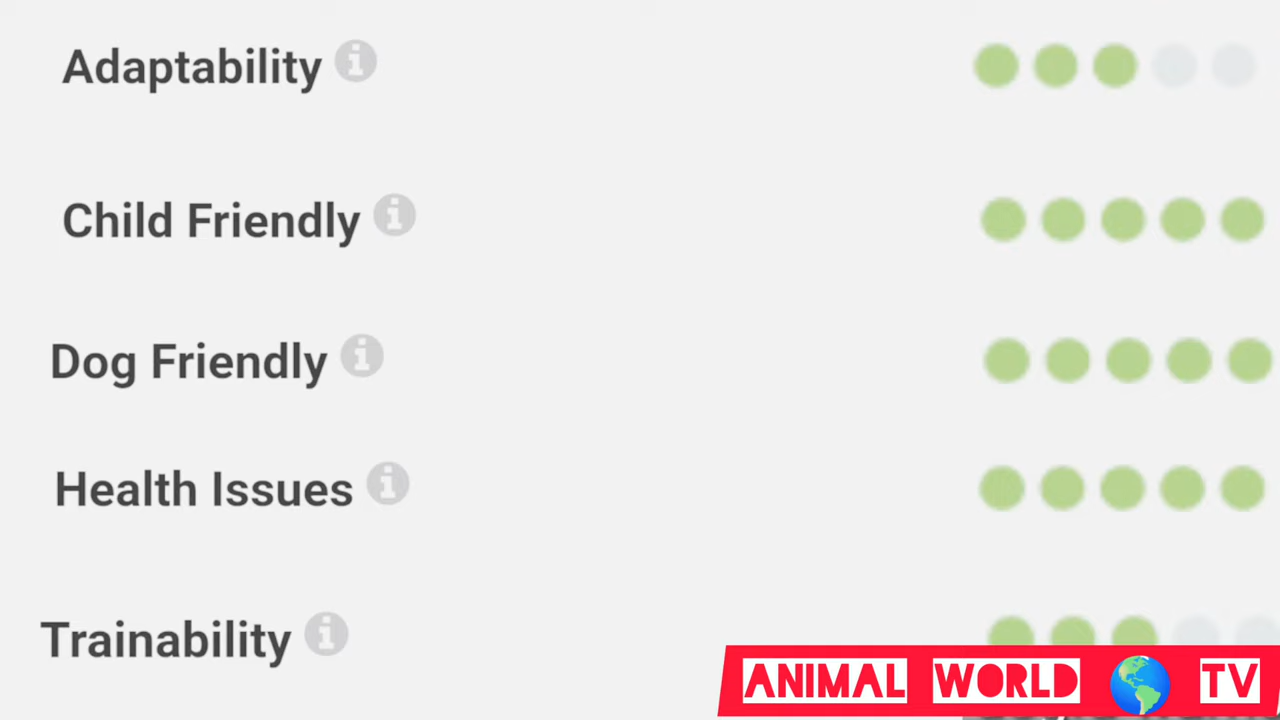 Adaptability
Child Friendly
Dog Friendly
Health Issues
Trainability
ANIMAL WORLD TV